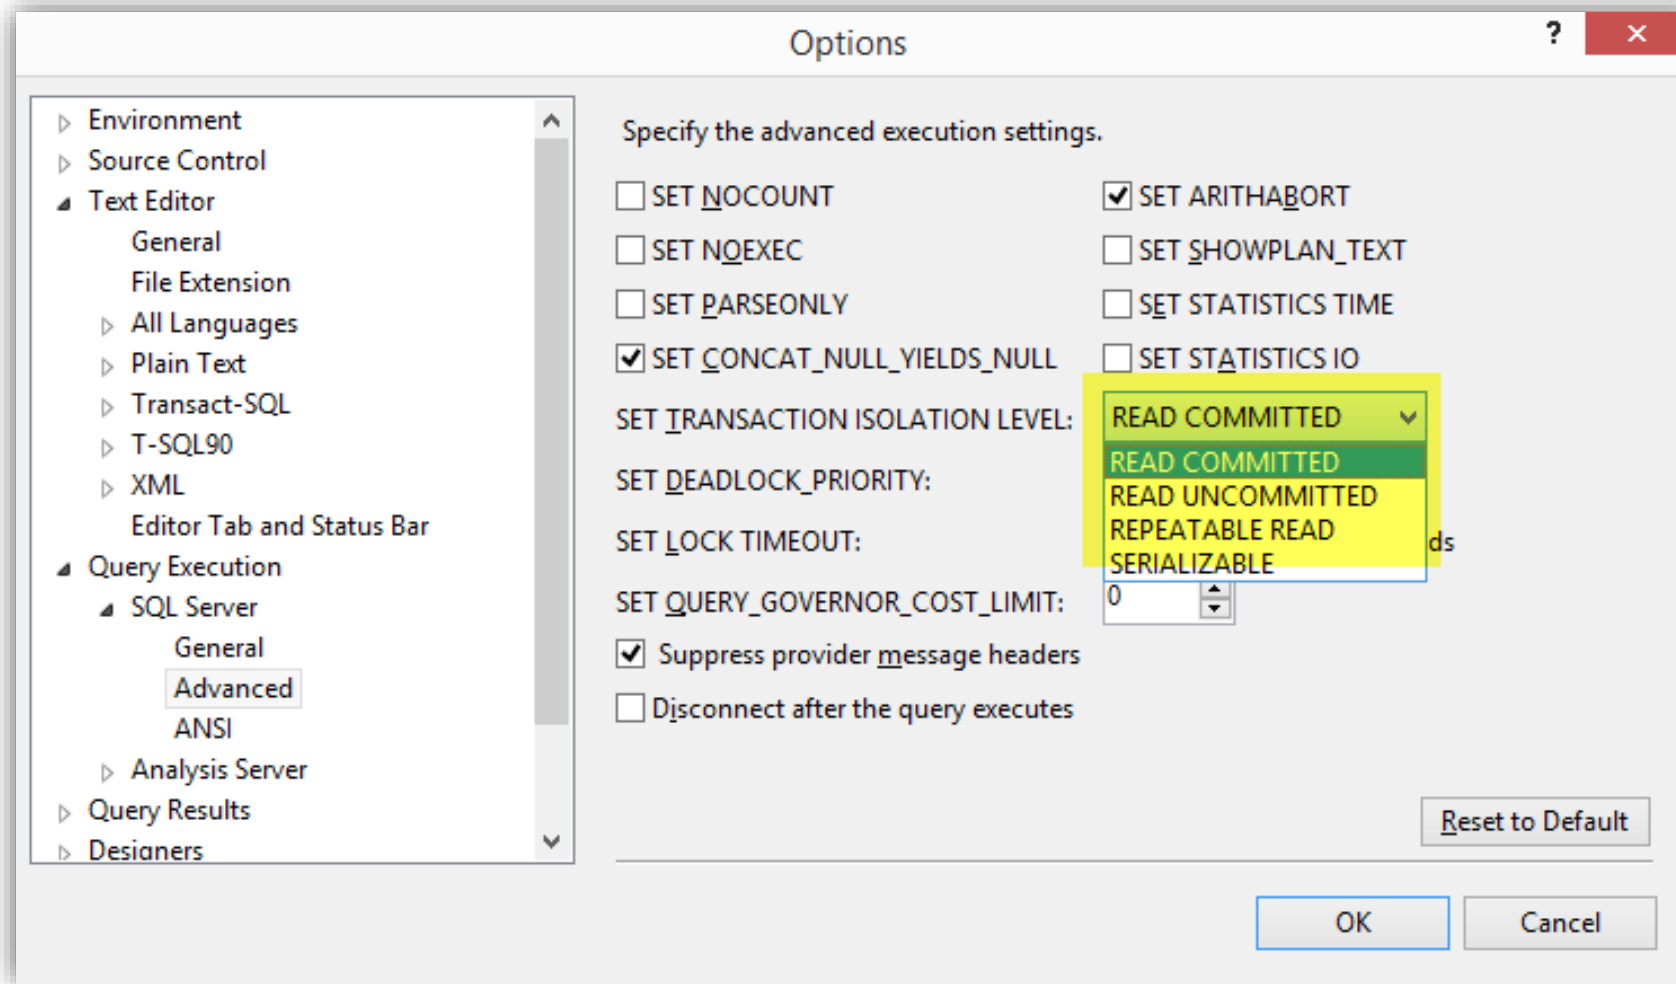 Options
?
Environment
Source Control
Text Editor
General
File Extension
All Languages
Plain Text
Transact-SQL
T-SQL90
XML
Editor Tab and Status Bar
Query Execution
SQL Server
General
Advanced
ANSI
Analysis Server
Query Results
Designers
Specify the advanced execution settings.
SET NOCOUNT
SET ARITHABORT
SET NOEXEC
SET SHOWPLAN_TEXT
SET PARSEONLY
SET STATISTICS TIME
SET CONCAT_NULL_YIELDS_NULL
SET STATISTICS IO
SET TRANSACTION ISOLATION LEVEL:
READ COMMITTED
READ COMMITTED
READ UNCOMMITTED
REPEATABLE READ
SERIALIZABLE
SET DEADLOCK_PRIORITY:
SET LOCK TIMEOUT:
ds
SET QUERY_GOVERNOR_COST_LIMIT:
0
Suppress provider message headers
Disconnect after the query executes
Reset to Default
OK
Cancel